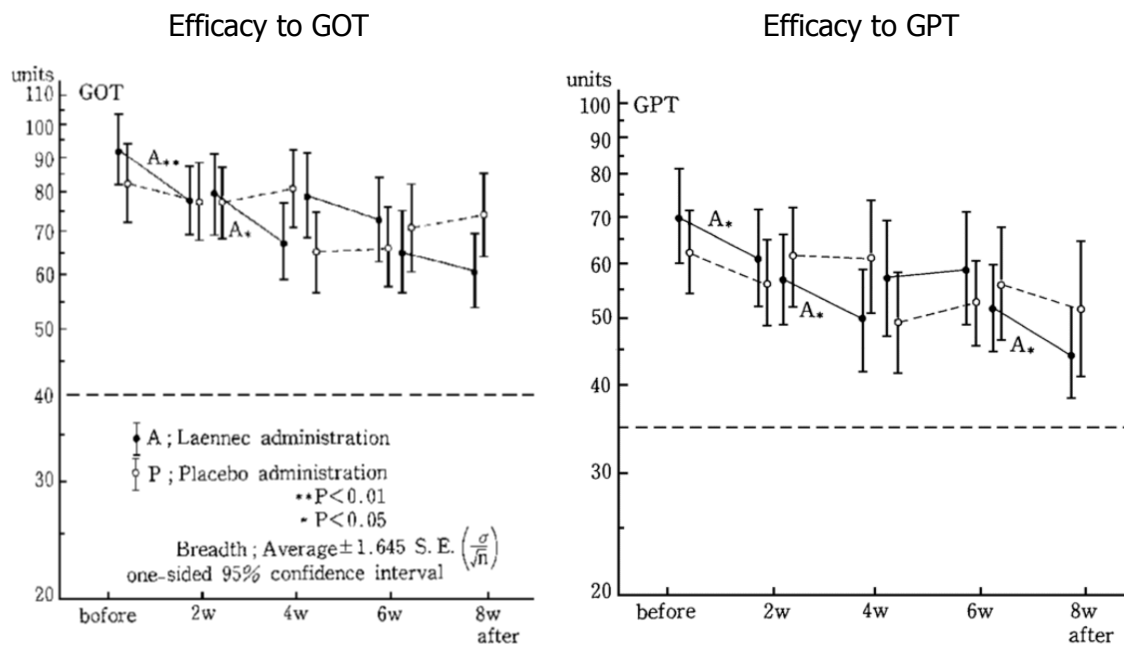 Efficacy to GOT
units
110
GOT
100
90
A**
80
70
A*
60
50
40
A ; Laennec administration
P ; Placebo administration
30
**P<0.01
* P<0.05
Breadth ; Average±1.645 S.E.(σ/√n)
one-sided 95% confidence interval
20
bofore 2w 4w 6w 8w
after
Efficacy to GPT
units
100
GPT
90
80
70
A*
60
50
A*
A*
40
30
20
before 2w 4w 6w 8w
after